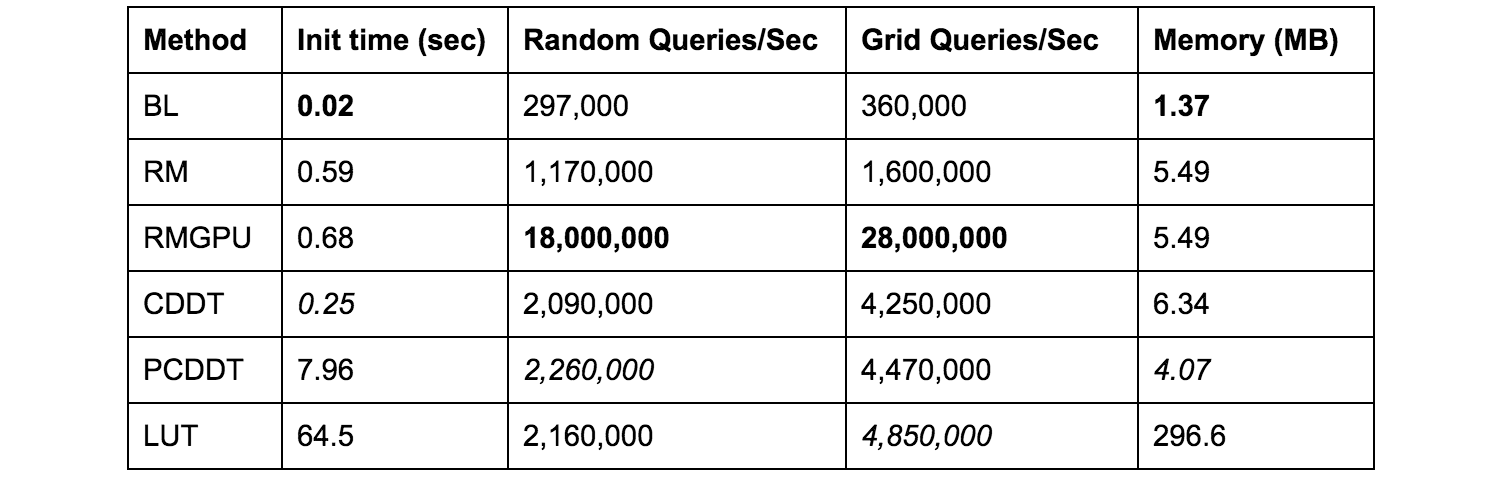 Method Init time (sec) Random Queries/Sec Grid Queries/Sec Memory (MB)
BL 0.02 297,000 360,000 1.37
RM 0.59 1,170,000 1,600,000 5.49
RMGPU 0.68 18,000,000 28,000,000 5.49
CDDT 0.25 2,090,000 4,250,000 6.34
PCDDT 7.96 2,260,000 4,470,000 4.07
LUT 64.5 2,160,000 4,850,000 296.6